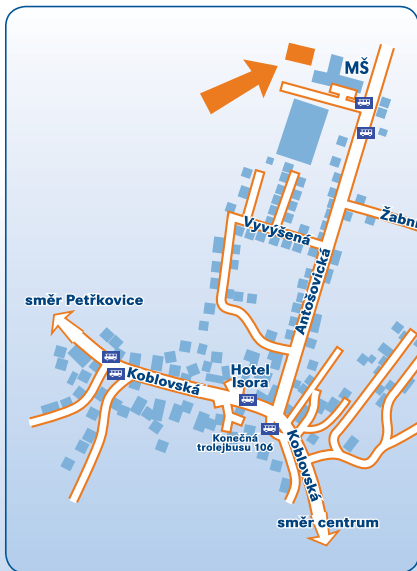 MŠ
Žabní
Vyvýšená
Antošovická
směr Petřkovice
Koblovská
Hotel
Isora
Konečná
trolejbusu 106
Koblovská
směr centrum